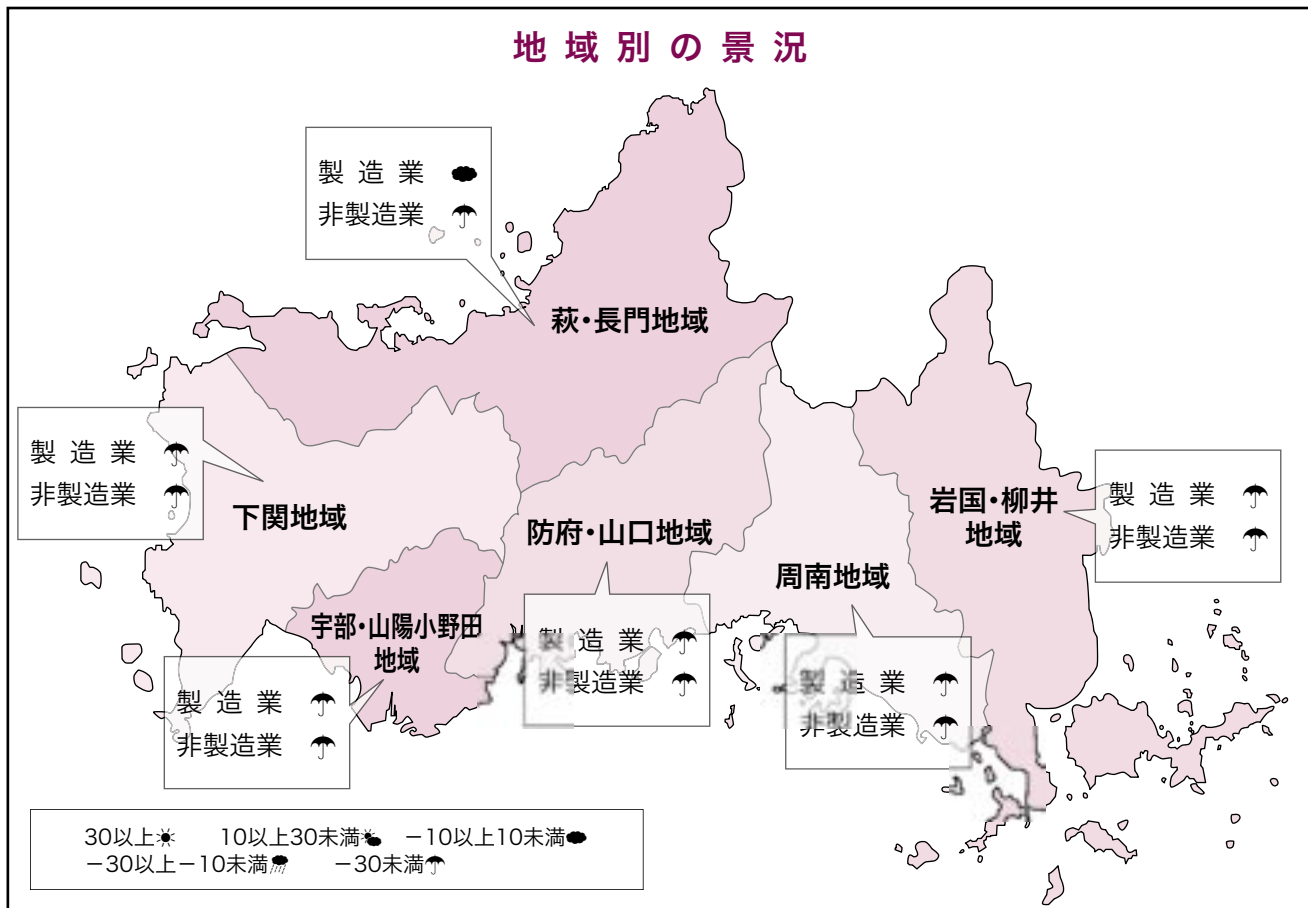 地域別の景況
製造業
非製造業
萩・長門地域
製造業
非製造業
下関地域
岩国・柳井
地域
製造業
非製造業
防府・山口地域
製造業
非製造業
周南地域
製造業
非製造業
宇部・山陽小野田
地域
製造業
非製造業
30以上 10以上30未満 −10以上10未満
−30以上−10未満 −30未満